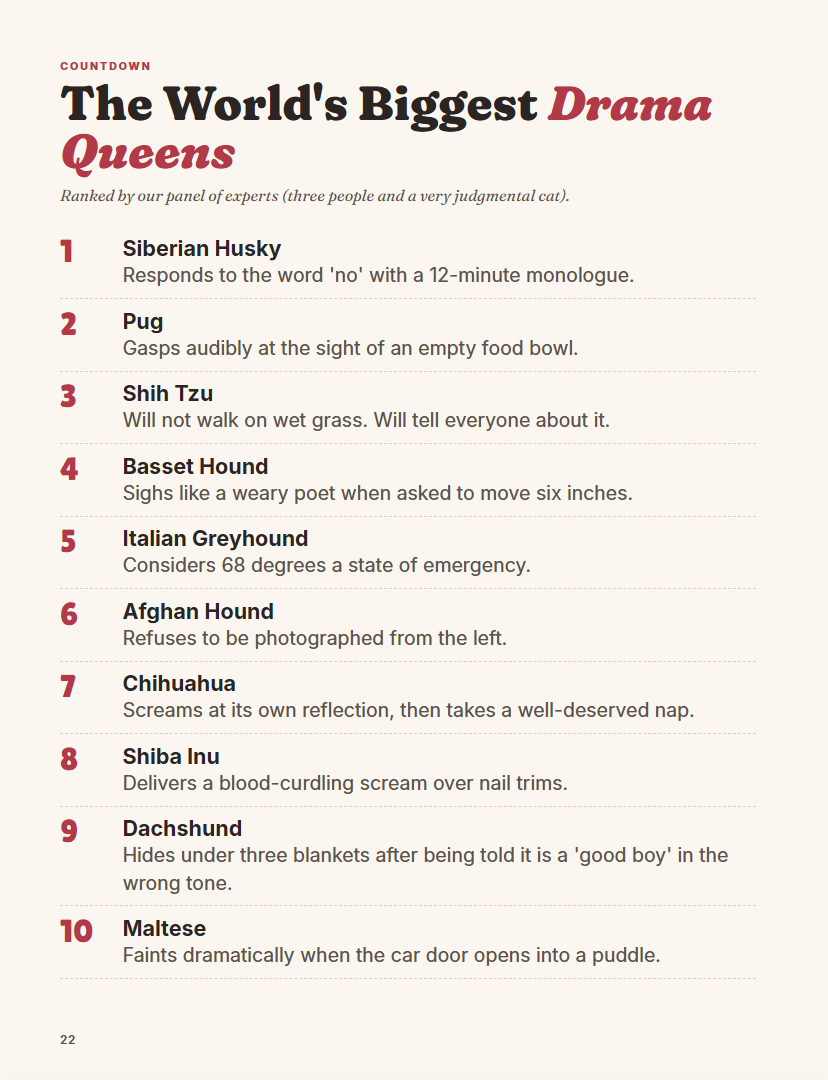 COUNTDOWN
The World's Biggest Drama
Queens
Ranked by our panel of experts (three people and a very judgmental cat).
1 Siberian Husky
Responds to the word 'no' with a 12-minute monologue.
2 Pug
Gasps audibly at the sight of an empty food bowl.
3 Shih Tzu
Will not walk on wet grass. Will tell everyone about it.
4 Basset Hound
Sighs like a weary poet when asked to move six inches.
5 Italian Greyhound
Considers 68 degrees a state of emergency.
6 Afghan Hound
Refuses to be photographed from the left.
7 Chihuahua
Screams at its own reflection, then takes a well-deserved nap.
8 Shiba Inu
Delivers a blood-curdling scream over nail trims.
9 Dachshund
Hides under three blankets after being told it is a 'good boy' in the
wrong tone.
10 Maltese
Faints dramatically when the car door opens into a puddle.
22